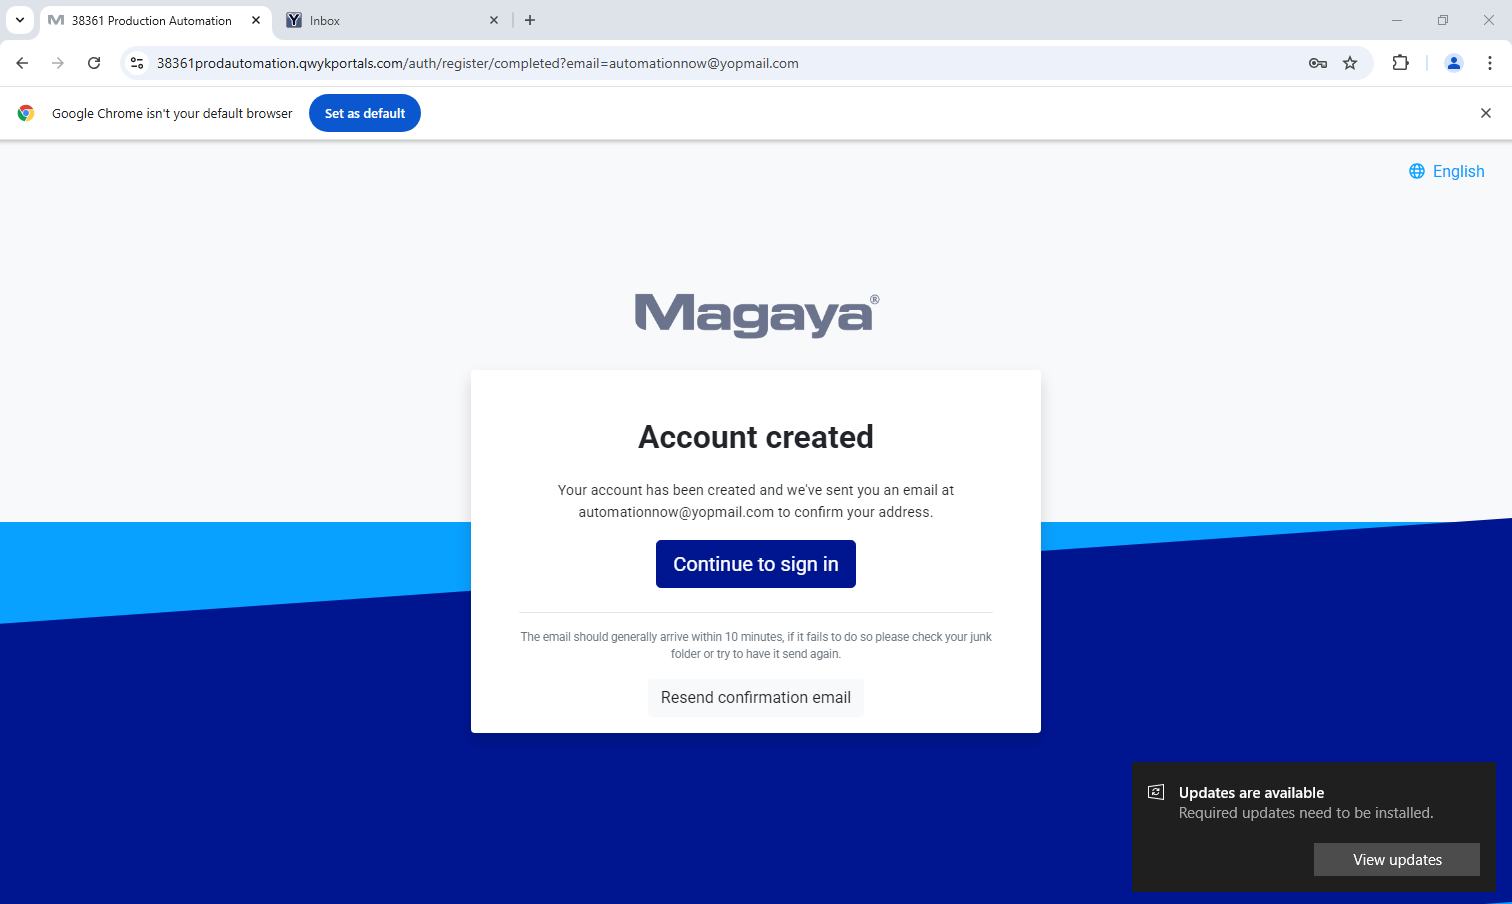 38361 Production Automation
Inbox
38361prodautomation.qwykportals.com/auth/register/completed?email=automationnow@yopmail.com
Google Chrome isn't your default browser
Set as default
English
Magaya®
Account created
Your account has been created and we've sent you an email at
automationnow@yopmail.com to confirm your address.
Continue to sign in
The email should generally arrive within 10 minutes, if it fails to do so please check your junk
folder or try to have it send again.
Resend confirmation email
Updates are available
Required updates need to be installed.
View updates